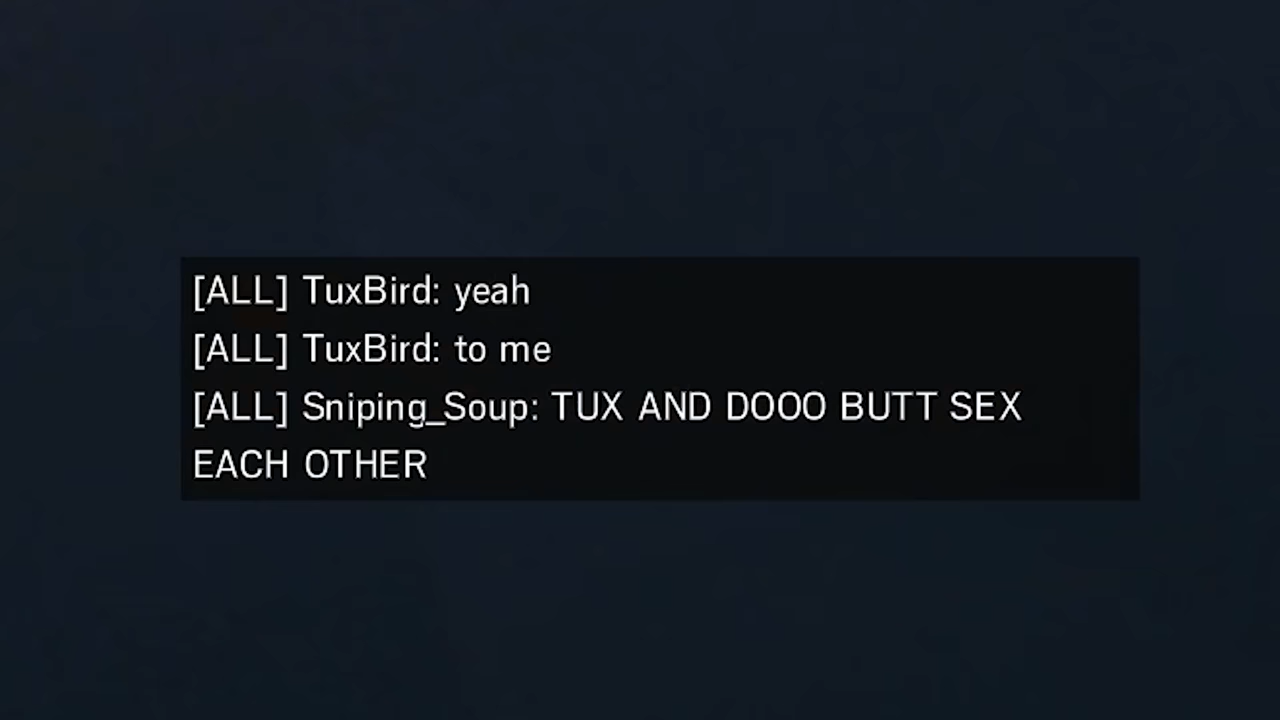 [ALL] TuxBird: yeah
[ALL] TuxBird: to me
[ALL] Sniping_Soup: TUX AND DOOO BUTT SEX
EACH OTHER